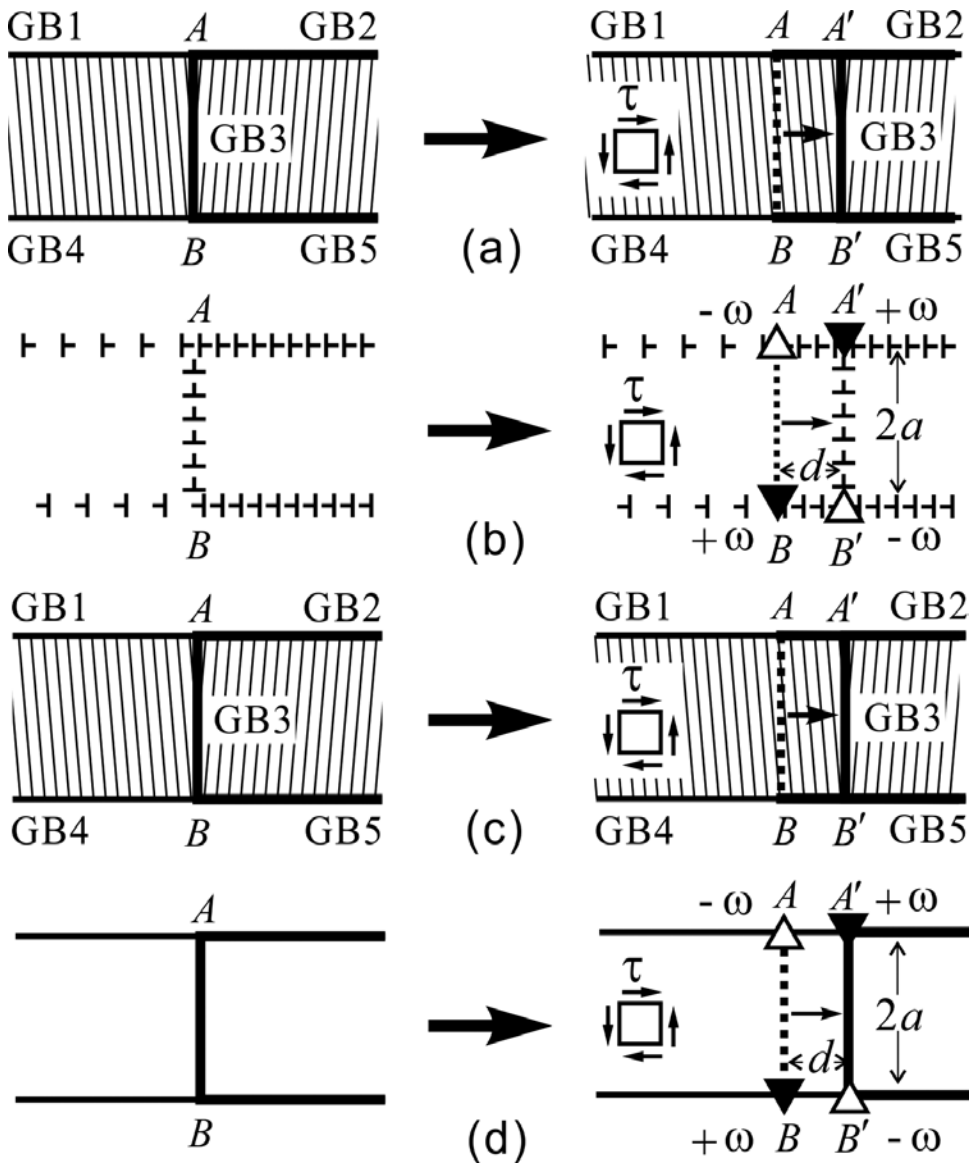 GB1 A GB2 GB1 A A′ GB2
τ
GB3 GB3
GB4 B GB5 GB4 B B′ GB5
(a)
A - ω A A′ + ω
τ
2a
d
B + ω B B′ - ω
(b)
GB1 A GB2 GB1 A A′ GB2
τ
GB3 GB3
GB4 B GB5 GB4 B B′ GB5
(c)
A - ω A A′ + ω
τ
2a
d
B + ω B B′ - ω
(d)